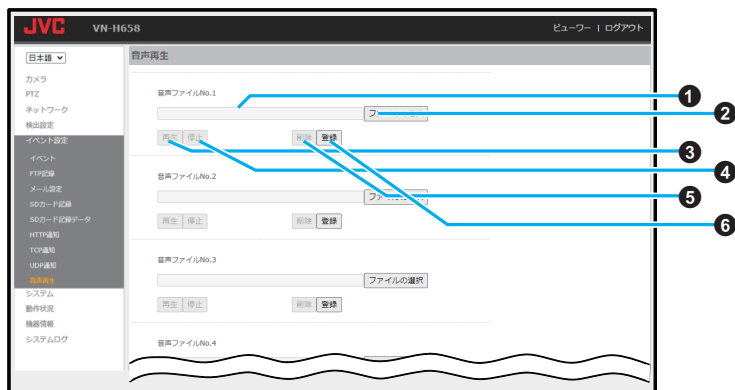 JVC VN-H658 ビューワー | ログアウト
日本語
音声再生
カメラ
PTZ
ネットワーク
検出設定
イベント設定
イベント
FTP記録
メール設定
SDカード記録
SDカード記録データ
HTTP通知
TCP通知
UDP通知
音声再生
システム
動作状況
機器情報
システムログ
音声ファイルNo.1
再生 停止 削除 登録
音声ファイルNo.2
再生 停止 削除 登録
音声ファイルNo.3
ファイルの選択
再生 停止 削除 登録
音声ファイルNo.4
1
2
3
4
5
6